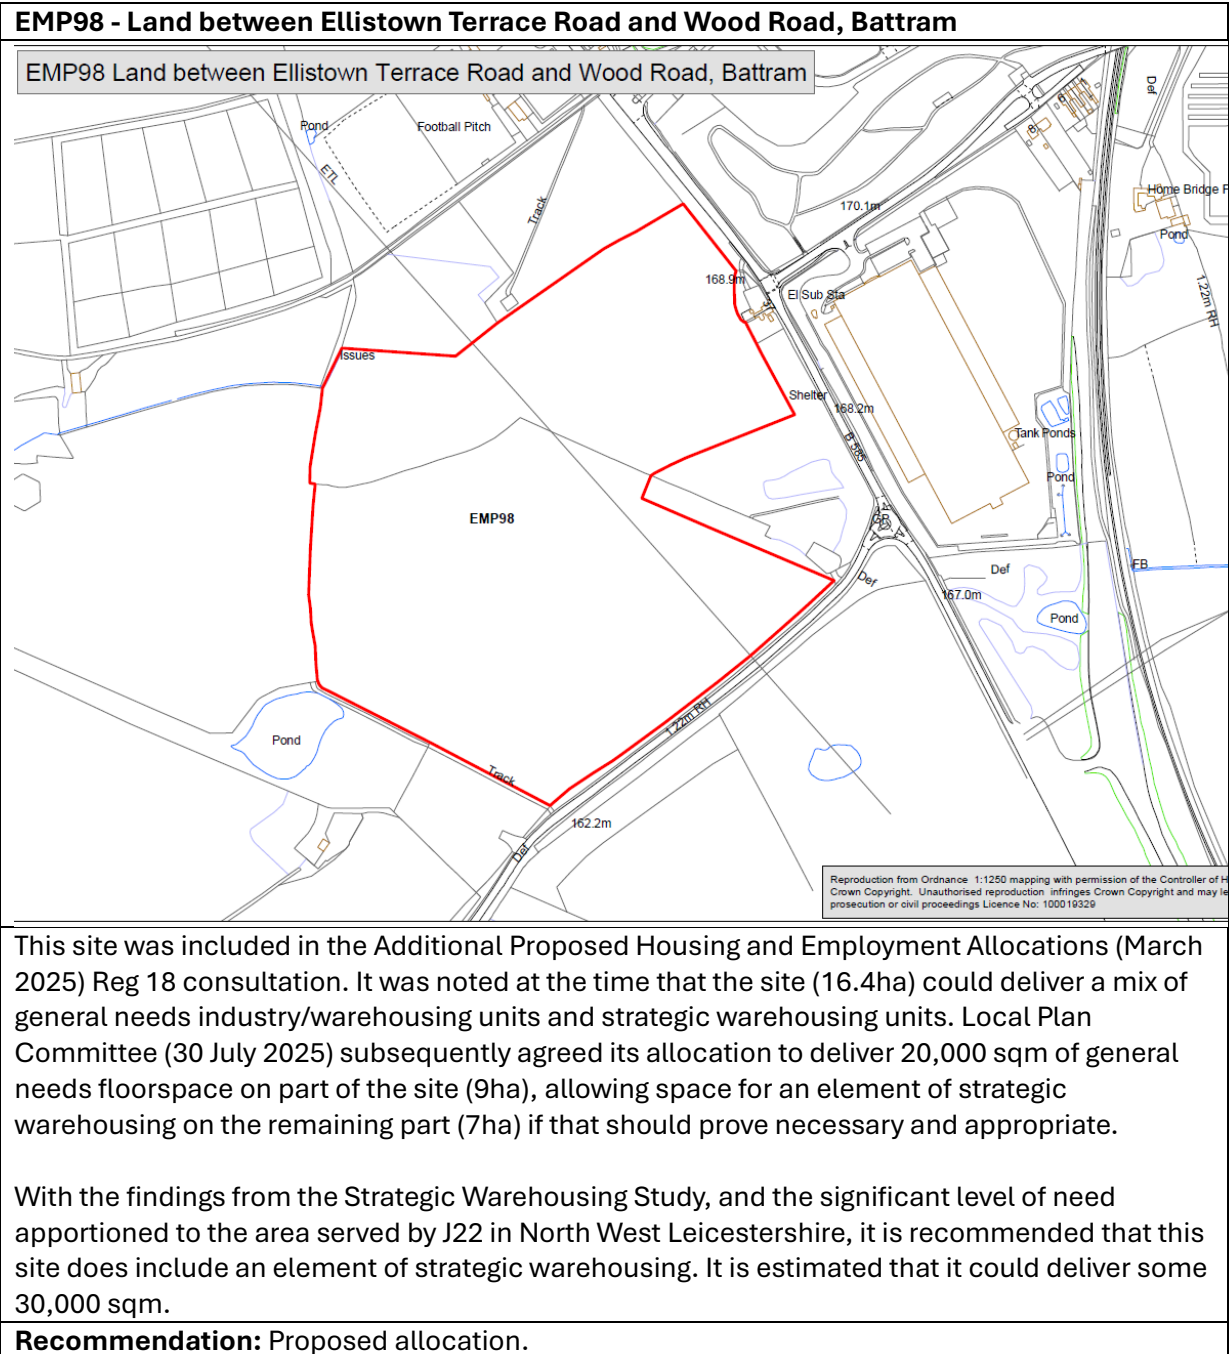 EMP98 - Land between Ellistown Terrace Road and Wood Road, Battram
EMP98 Land between Ellistown Terrace Road and Wood Road, Battram
Def
Pond
Football Pitch
8
ETL
Home Bridge F
Track
170.1m
Pond
168.9m
1.22m RH
37
El Sub Sta
Issues
Shelter
168.2m
Tank Ponds
B 585
Pond
EMP98
GP
FB
Def
Def
167.0m
Pond
1.22m RH
Pond
Track
162.2m
Def
Reproduction from Ordnance 1:1250 mapping with permission of the Controller of H
Crown Copyright. Unauthorised reproduction infringes Crown Copyright and may le
prosecution or civil proceedings Licence No: 100019329
This site was included in the Additional Proposed Housing and Employment Allocations (March
2025) Reg 18 consultation. It was noted at the time that the site (16.4ha) could deliver a mix of
general needs industry/warehousing units and strategic warehousing units. Local Plan
Committee (30 July 2025) subsequently agreed its allocation to deliver 20,000 sqm of general
needs floorspace on part of the site (9ha), allowing space for an element of strategic
warehousing on the remaining part (7ha) if that should prove necessary and appropriate.
With the findings from the Strategic Warehousing Study, and the significant level of need
apportioned to the area served by J22 in North West Leicestershire, it is recommended that this
site does include an element of strategic warehousing. It is estimated that it could deliver some
30,000 sqm.
Recommendation: Proposed allocation.